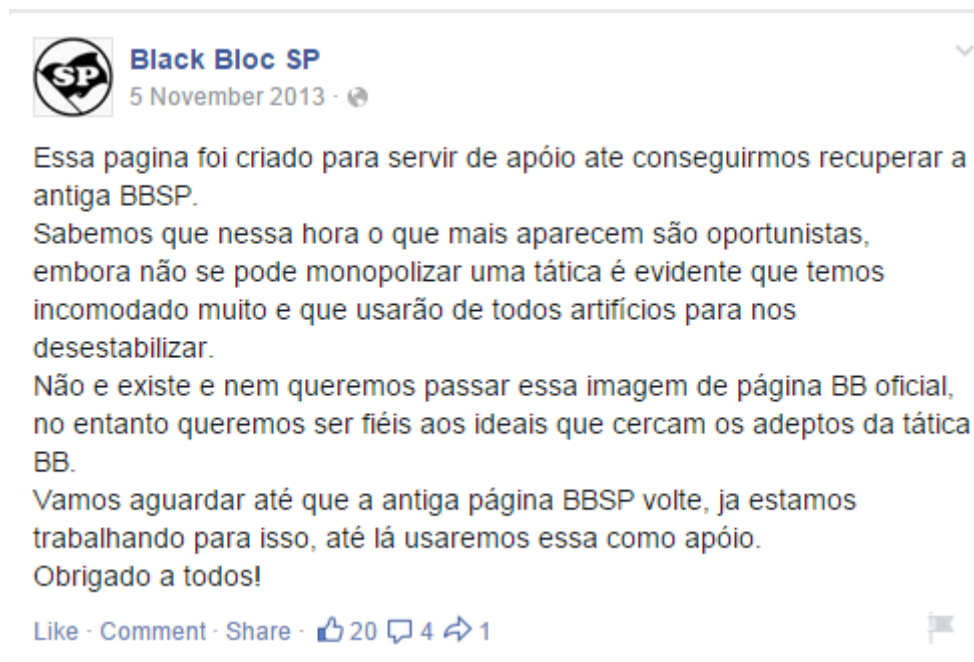 SP
Black Bloc SP
5 November 2013 ·
Essa pagina foi criado para servir de apóio ate conseguirmos recuperar a
antiga BBSP.
Sabemos que nessa hora o que mais aparecem são oportunistas,
embora não se pode monopolizar uma tática é evidente que temos
incomodado muito e que usarão de todos artifícios para nos
desestabilizar.
Não e existe e nem queremos passar essa imagem de página BB oficial,
no entanto queremos ser fiéis aos ideais que cercam os adeptos da tática
BB.
Vamos aguardar até que a antiga página BBSP volte, ja estamos
trabalhando para isso, até lá usaremos essa como apóio.
Obrigado a todos!
Like · Comment · Share · 20 4 1